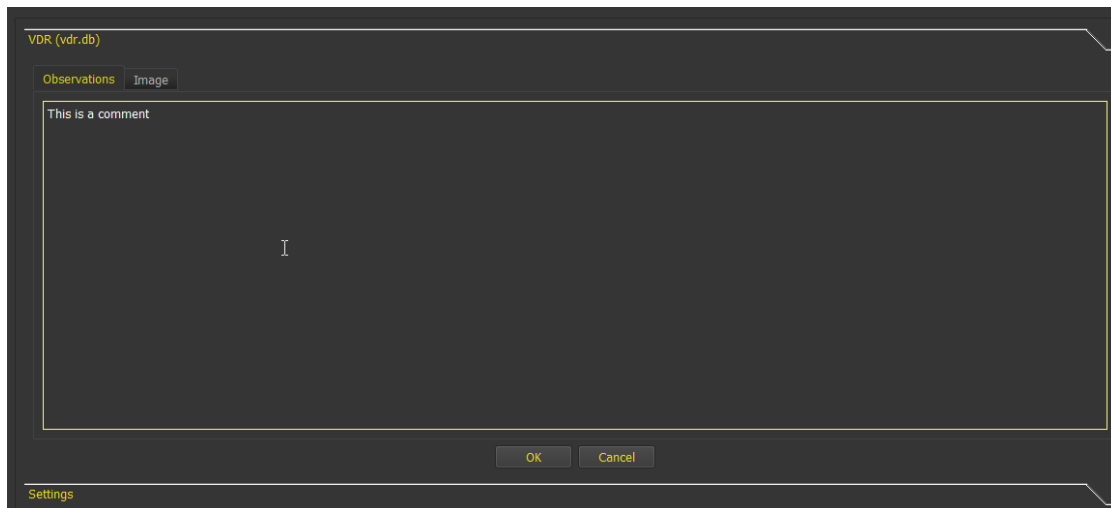 VDR (vdr.db)
Observations Image
This is a comment
OK Cancel
Settings